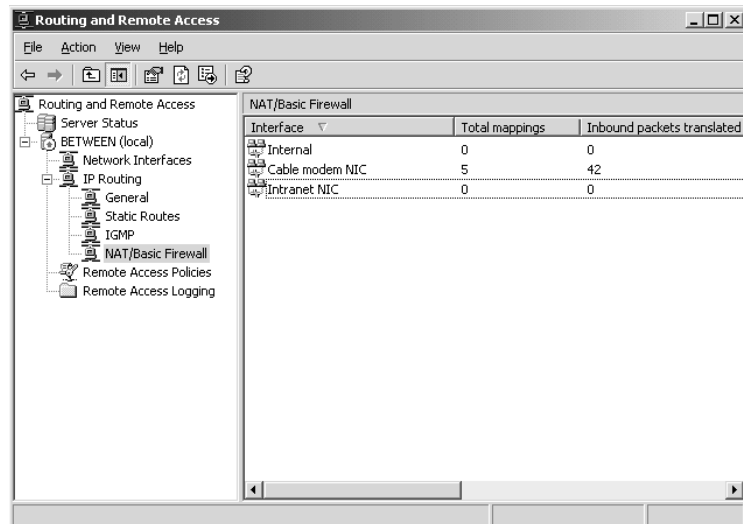 Routing and Remote Access
File Action View Help
Routing and Remote Access
Server Status
BETWEEN (local)
Network Interfaces
IP Routing
General
Static Routes
IGMP
NAT/Basic Firewall
Remote Access Policies
Remote Access Logging
NAT/Basic Firewall
Interface Total mappings Inbound packets translated
Internal 0 0
Cable modem NIC 5 42
Intranet NIC 0 0